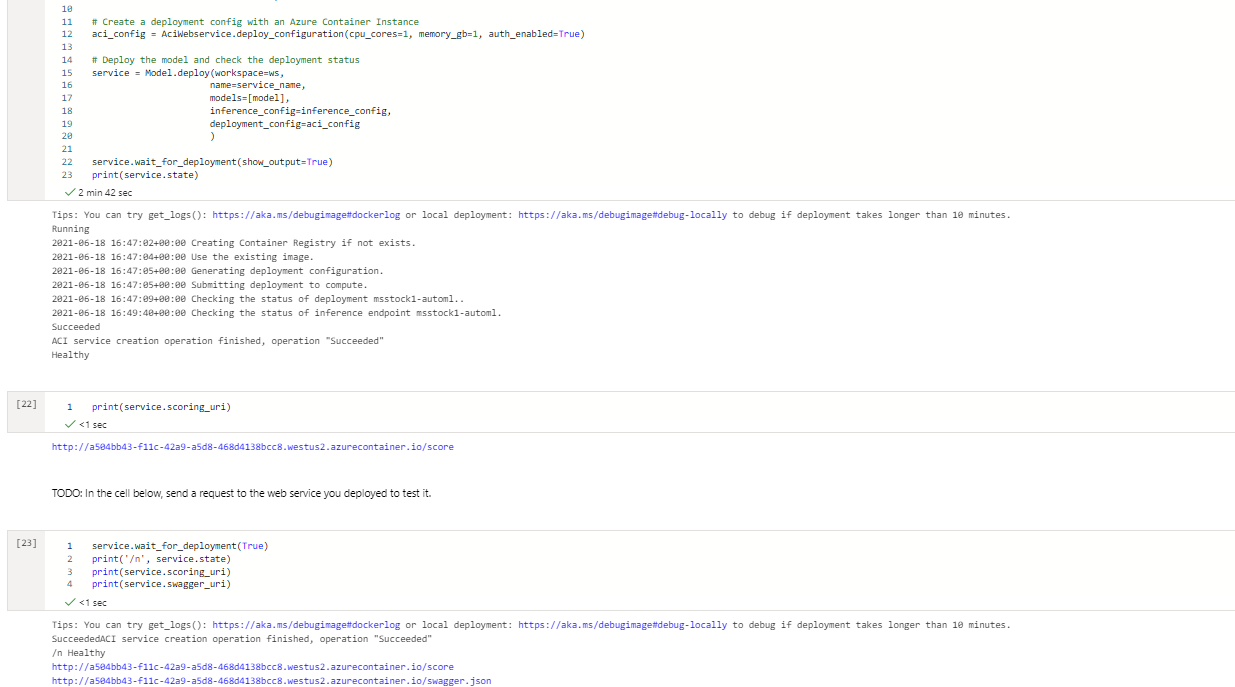 10
11 # Create a deployment config with an Azure Container Instance
12 aci_config = AciWebservice.deploy_configuration(cpu_cores=1, memory_gb=1, auth_enabled=True)
13
14 # Deploy the model and check the deployment status
15 service = Model.deploy(workspace=ws,
16 name=service_name,
17 models=[model],
18 inference_config=inference_config,
19 deployment_config=aci_config
20 )
21
22 service.wait_for_deployment(show_output=True)
23 print(service.state)
2 min 42 sec
Tips: You can try get_logs(): https://aka.ms/debugimage#dockerlog or local deployment: https://aka.ms/debugimage#debug-locally to debug if deployment takes longer than 10 minutes.
Running
2021-06-18 16:47:02+00:00 Creating Container Registry if not exists.
2021-06-18 16:47:04+00:00 Use the existing image.
2021-06-18 16:47:05+00:00 Generating deployment configuration.
2021-06-18 16:47:05+00:00 Submitting deployment to compute.
2021-06-18 16:47:09+00:00 Checking the status of deployment msstock1-automl..
2021-06-18 16:49:40+00:00 Checking the status of inference endpoint msstock1-automl.
Succeeded
ACI service creation operation finished, operation "Succeeded"
Healthy
[22]
1 print(service.scoring_uri)
<1 sec
http://a504bb43-f11c-42a9-a5d8-468d4138bcc8.westus2.azurecontainer.io/score
TODO: In the cell below, send a request to the web service you deployed to test it.
[23]
1 service.wait_for_deployment(True)
2 print('/n', service.state)
3 print(service.scoring_uri)
4 print(service.swagger_uri)
<1 sec
Tips: You can try get_logs(): https://aka.ms/debugimage#dockerlog or local deployment: https://aka.ms/debugimage#debug-locally to debug if deployment takes longer than 10 minutes.
SucceededACI service creation operation finished, operation "Succeeded"
/n Healthy
http://a504bb43-f11c-42a9-a5d8-468d4138bcc8.westus2.azurecontainer.io/score
http://a504bb43-f11c-42a9-a5d8-468d4138bcc8.westus2.azurecontainer.io/swagger.json